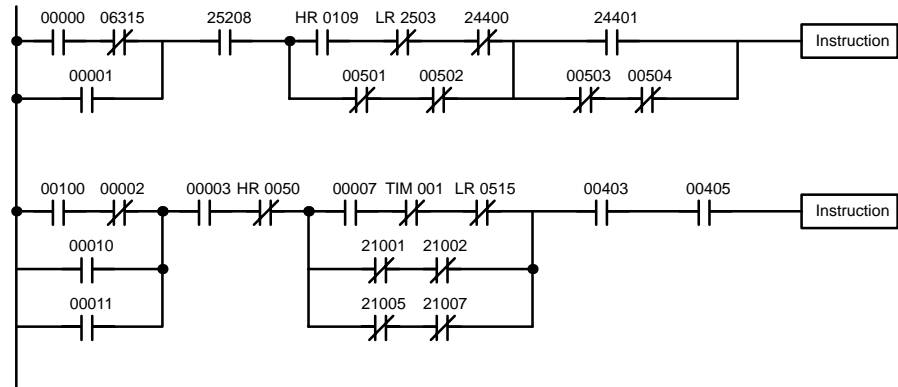 00000 06315 25208 HR 0109 LR 2503 24400 24401
Instruction
00001 00501 00502 00503 00504
00100 00002 00003 HR 0050 00007 TIM 001 LR 0515 00403 00405
Instruction
00010 21001 21002
00011 21005 21007